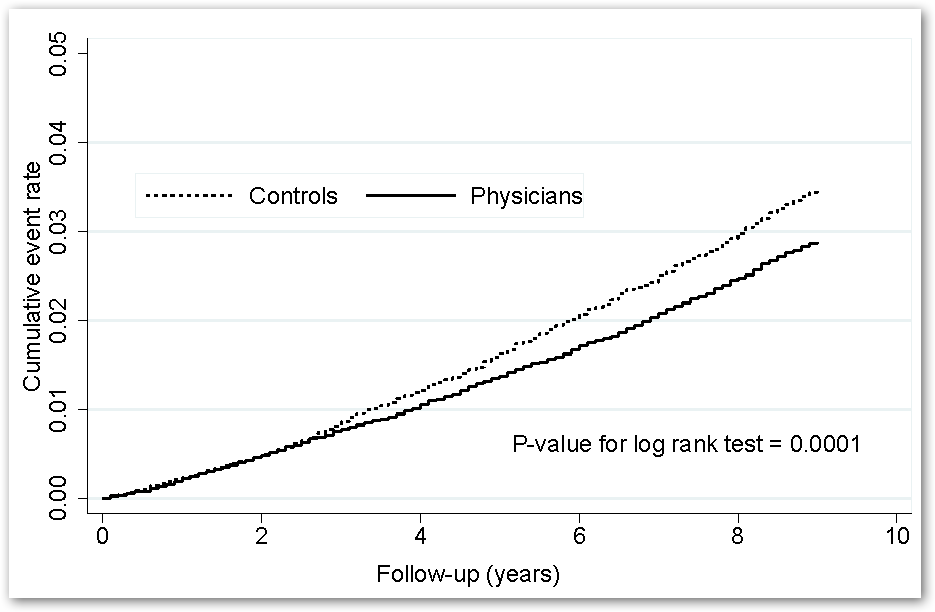 Cumulative event rate
0.05
0.04
0.03
0.02
0.01
0.00
Controls Physicians
P-value for log rank test = 0.0001
0 2 4 6 8 10
Follow-up (years)